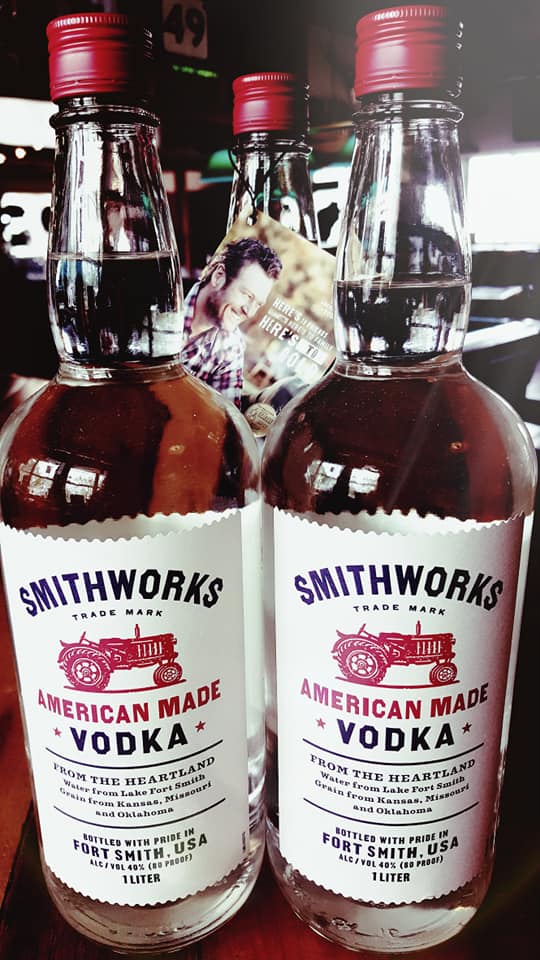 49
HERE'S
HERE'S TO
SMITHWORKS
TRADE MARK
AMERICAN MADE
VODKA
FROM THE HEARTLAND
Water from Lake Fort Smith
Grain from Kansas, Missouri
and Oklahoma
BOTTLED WITH PRIDE IN
FORT SMITH, USA
ALC/VOL 40% (80 PROOF)
1 LITER
SMITHWORKS
TRADE MARK
AMERICAN MADE
VODKA
FROM THE HEARTLAND
Water from Lake Fort Smith
Grain from Kansas, Missouri
and Oklahoma
BOTTLED WITH PRIDE IN
FORT SMITH, USA
ALC/VOL 40% (80 PROOF)
1 LITER